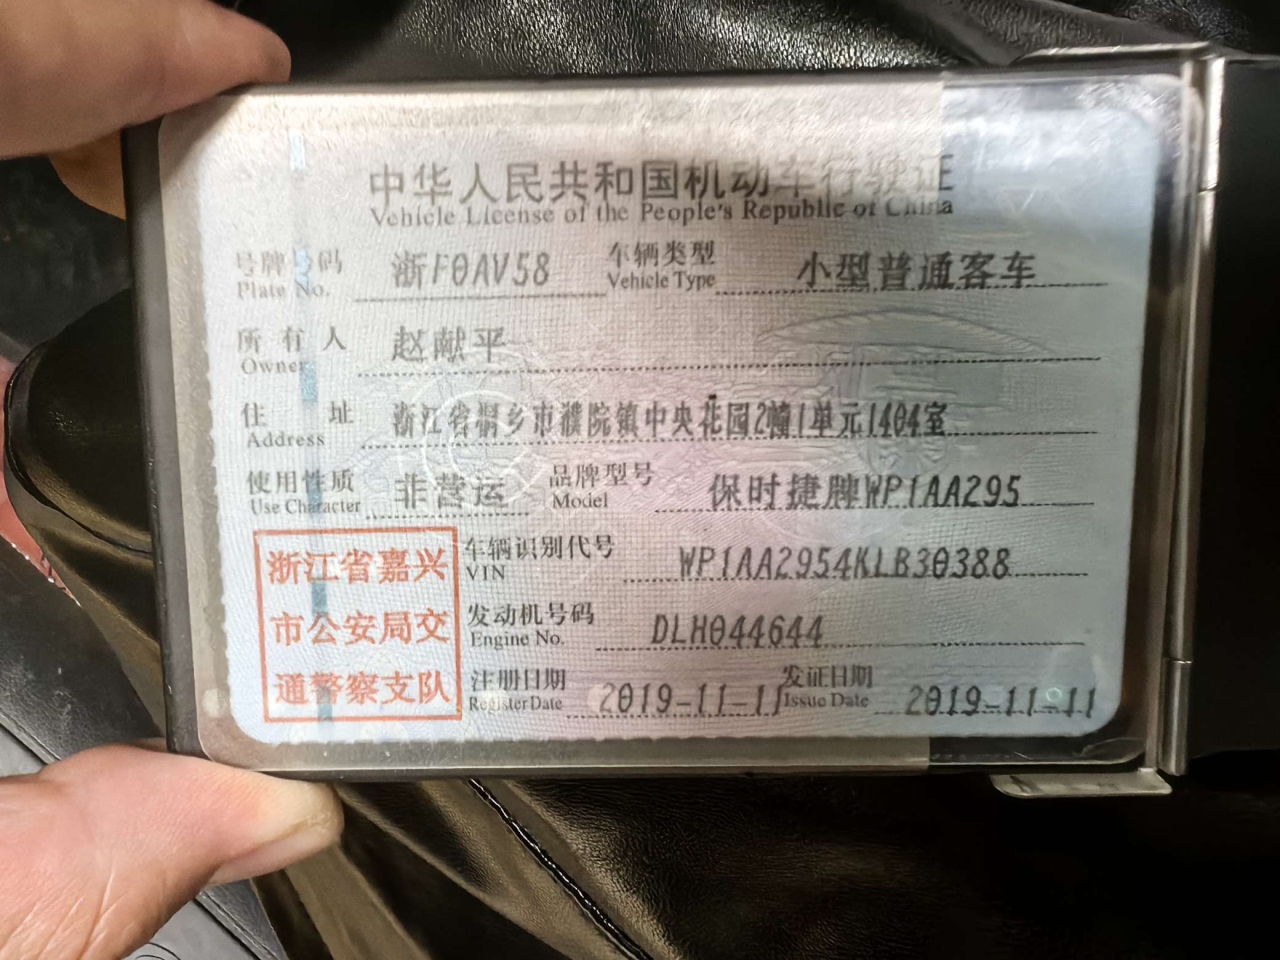 中华人民共和国机动车行驶证
Vehicle License of the People's Republic of China
号牌号码 浙F0AV58 车辆类型 小型普通客车
Plate No. Vehicle Type
所有人 赵献平
Owner
住址 浙江省桐乡市濮院镇中央花园2幢1单元1404室
Address
使用性质 非营运 品牌型号 保时捷牌WP1AA295
Use Character Model
浙江省嘉兴
市公安局交
通警察支队
车辆识别代号 WP1AA2954KLB30388
VIN
发动机号码 DLH044644
Engine No.
注册日期 2019-11-11 发证日期 2019-11-11
Register Date Issue Date